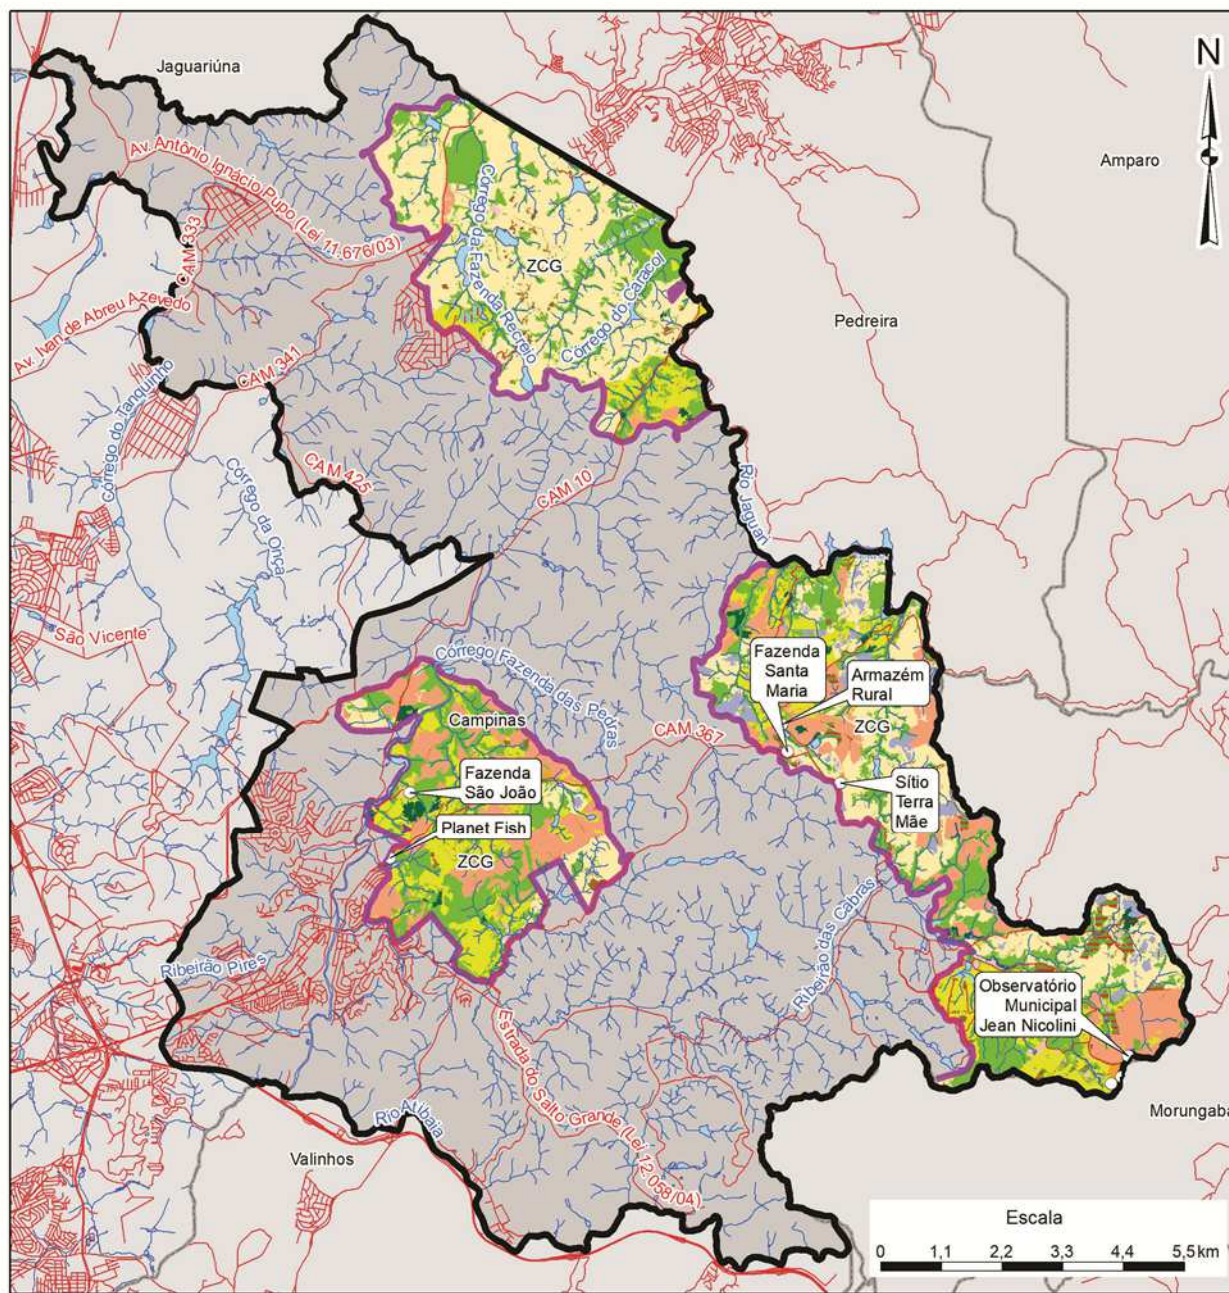 N
Jaguariúna
Av. Antônio Ignácio Pupo (Lei 11.676/03)
Amparo
CAM 333
Córrego da Fazenda Recreio
ZCG
Córrego do Caracol
Av. Ivan de Abreu Azevedo
Pedreira
Córrego do Tanquinho
CAM 341
CAM 425
CAM 10
Rio Jaguari
Córrego da Onça
São Vicente
Córrego Fazenda das Pedras
Fazenda
Santa
Maria
Armazém
Rural
ZCG
Campinas
CAM 367
Fazenda
São João
Sítio
Terra
Mãe
Planet Fish
ZCG
Ribeirão das Cabras
Ribeirão Pires
Observatório
Municipal
Jean Nicolini
Estrada do Salto Grande (Lei 12.058/04)
Rio Atibaia
Morungaba
Valinhos
Escala
0 1,1 2,2 3,3 4,4 5,5 km